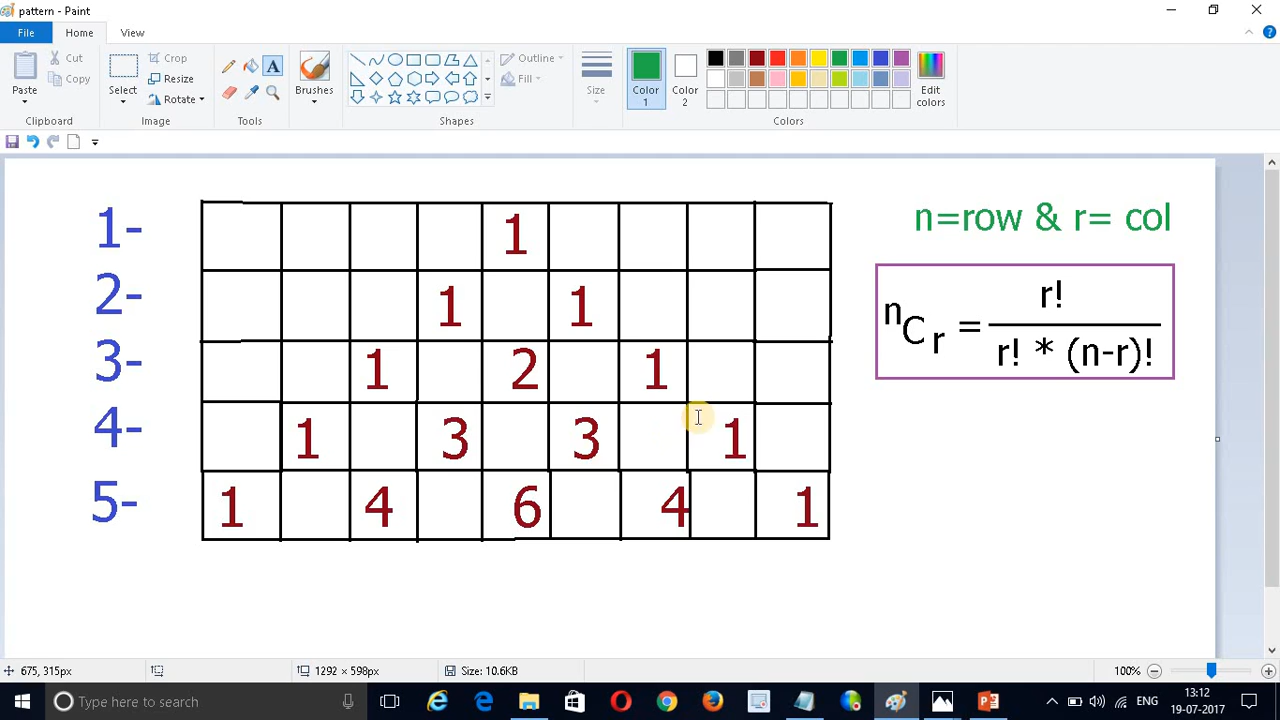 pattern - Paint
File Home View
Paste
Cut
Copy
Clipboard
Select
Crop
Resize
Rotate
Image
Tools
Brushes
Shapes
Outline
Fill
Size
Color 1
Color 2
Colors
Edit colors
1- 1
2- 1 1
3- 1 2 1
4- 1 3 3 1
5- 1 4 6 4 1
n=row & r= col
nCr = r!
r! * (n-r)!
675, 315px
1292 × 598px
Size: 10.6KB
100%
Type here to search
ENG
13:12
19-07-2017